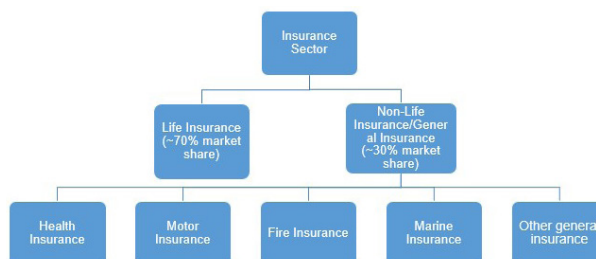 Insurance
Sector
Life Insurance
(~70% market
share)
Non-Life
Insurance/Gener
al Insurance
(~30% market
share)
Health
Insurance
Motor
Insurance
Fire Insurance
Marine
Insurance
Other general
insurance